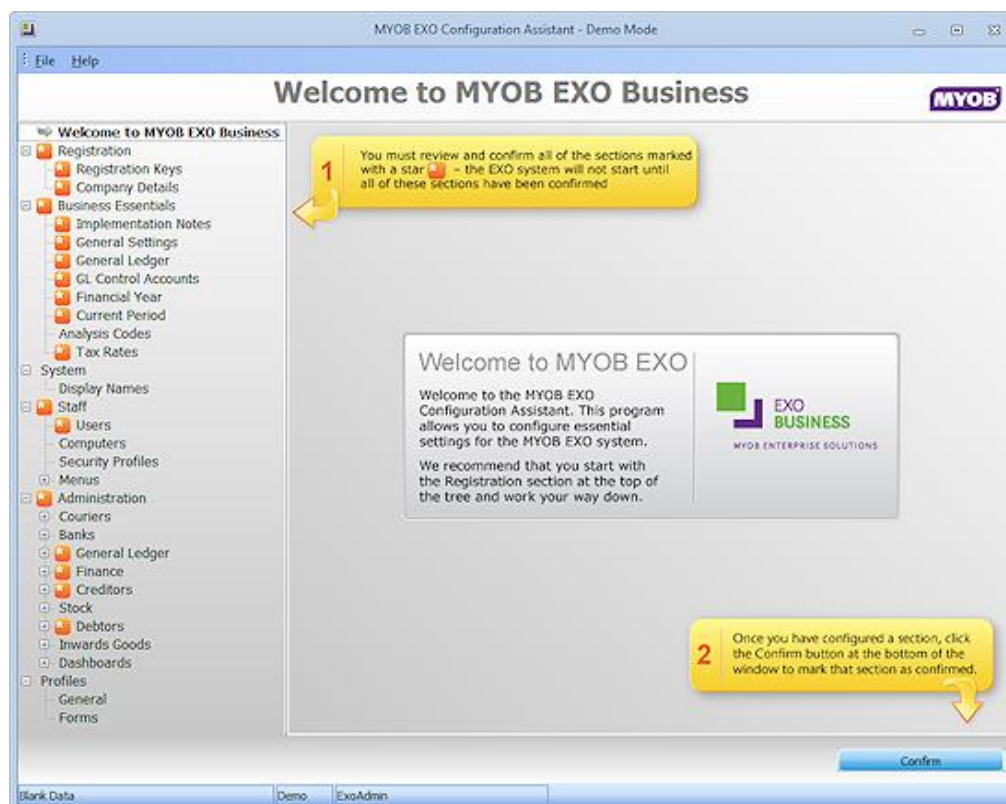 MYOB EXO Configuration Assistant - Demo Mode
File Help
Welcome to MYOB EXO Business
MYOB
Welcome to MYOB EXO Business
Registration
Registration Keys
Company Details
Business Essentials
Implementation Notes
General Settings
General Ledger
GL Control Accounts
Financial Year
Current Period
Analysis Codes
Tax Rates
System
Display Names
Staff
Users
Computers
Security Profiles
Menus
Administration
Couriers
Banks
General Ledger
Finance
Creditors
Stock
Debtors
Inwards Goods
Dashboards
Profiles
General
Forms
1
You must review and confirm all of the sections marked
with a star – the EXO system will not start until
all of these sections have been confirmed
Welcome to MYOB EXO
Welcome to the MYOB EXO
Configuration Assistant. This program
allows you to configure essential
settings for the MYOB EXO system.
We recommend that you start with
the Registration section at the top of
the tree and work your way down.
EXO
BUSINESS
MYOB ENTERPRISE SOLUTIONS
2
Once you have configured a section, click
the Confirm button at the bottom of the
window to mark that section as confirmed.
Confirm
Blank Data Demo ExoAdmin